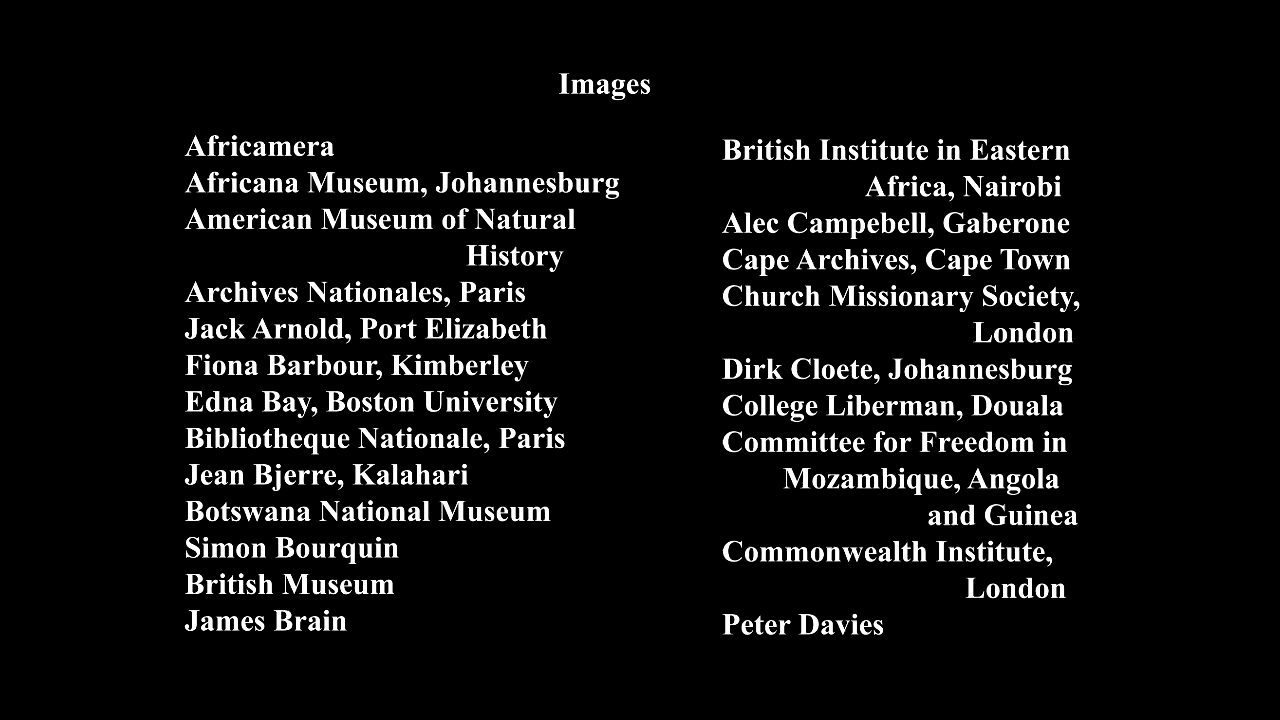 Images
Africamera
Africana Museum, Johannesburg
American Museum of Natural
History
Archives Nationales, Paris
Jack Arnold, Port Elizabeth
Fiona Barbour, Kimberley
Edna Bay, Boston University
Bibliotheque Nationale, Paris
Jean Bjerre, Kalahari
Botswana National Museum
Simon Bourquin
British Museum
James Brain
British Institute in Eastern
Africa, Nairobi
Alec Campebell, Gaberone
Cape Archives, Cape Town
Church Missionary Society,
London
Dirk Cloete, Johannesburg
College Liberman, Douala
Committee for Freedom in
Mozambique, Angola
and Guinea
Commonwealth Institute,
London
Peter Davies